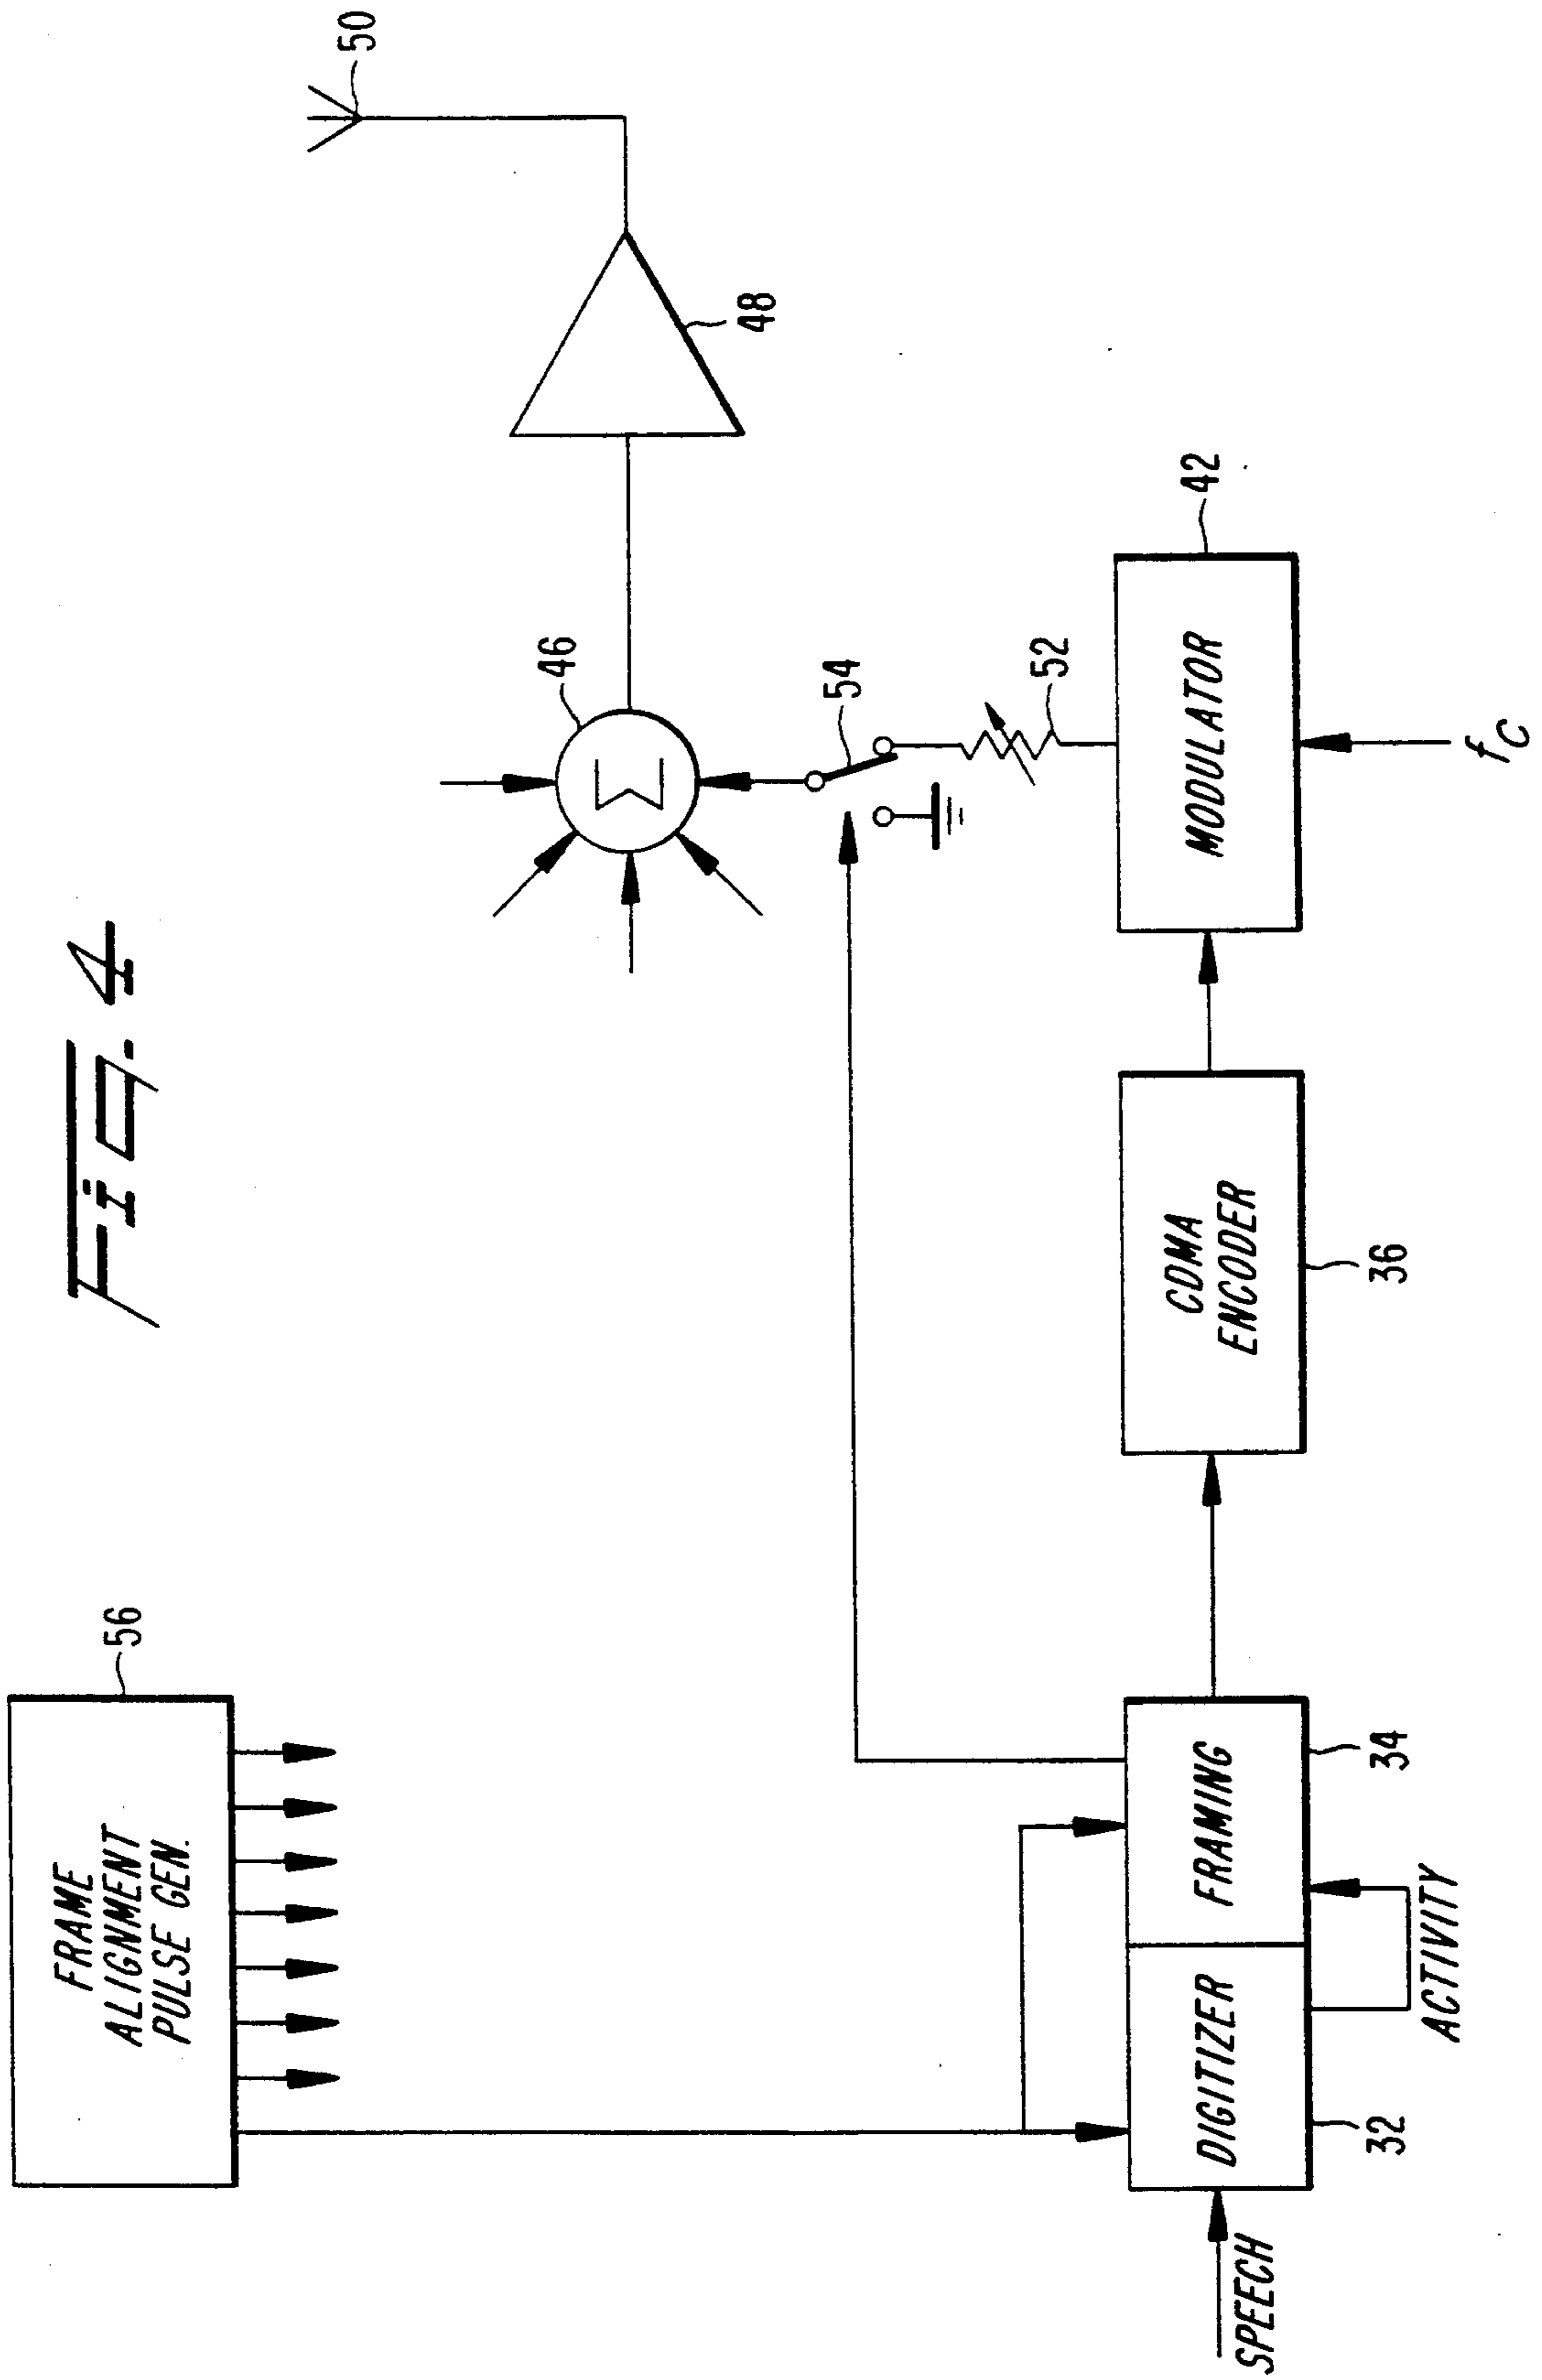 Fig. 4
FRAME
ALIGNMENT
PULSE GEN.
56
50
48
46
Σ
54
52
42
MODULATOR
fc
CDMA
ENCODER
36
FRAMING
34
DIGITIZER
32
ACTIVITY
SPEECH